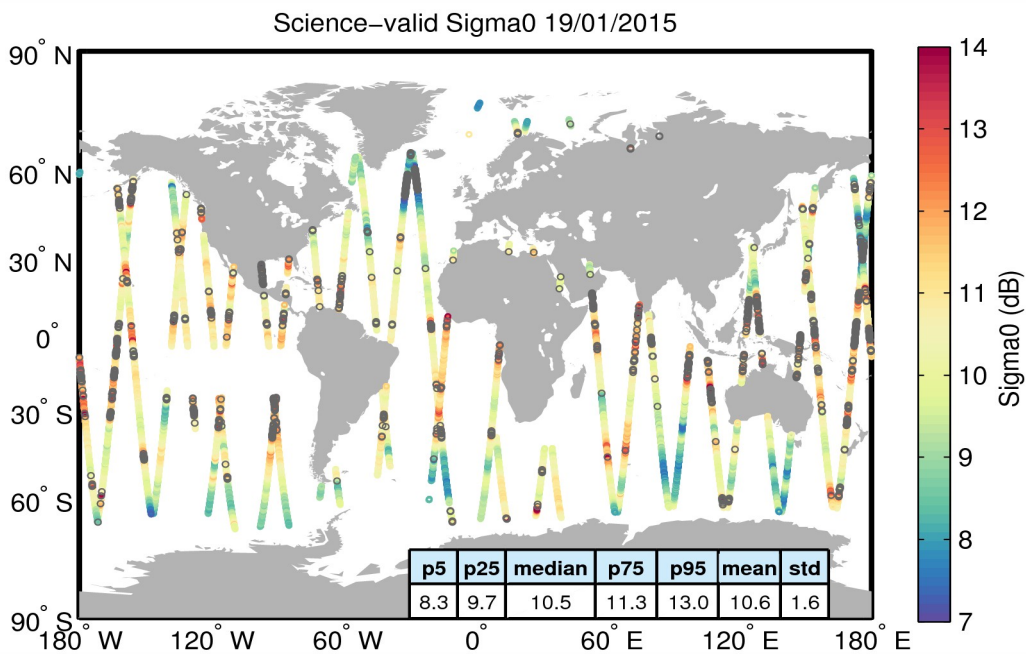 Science−valid Sigma0 19/01/2015
90° N
60° N
30° N
0°
30° S
60° S
90° S
180° W
120° W
60° W
0°
60° E
120° E
180° E
p5 p25 median p75 p95 mean std
8.3 9.7 10.5 11.3 13.0 10.6 1.6
14
13
12
11
10
9
8
7
Sigma0 (dB)